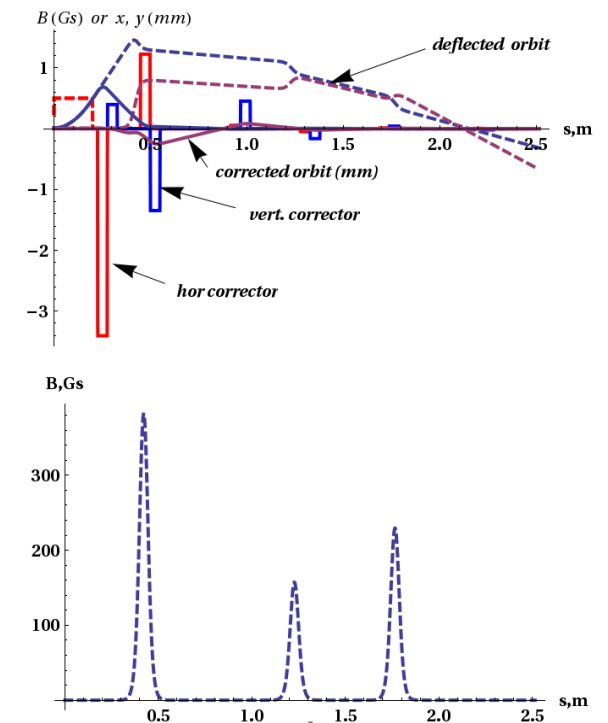 B (Gs) or x, y (mm)
deflected orbit
1
0.5
1.0
1.5
2.0
2.5
s,m
corrected orbit (mm)
−1
vert. corrector
−2
hor corrector
−3
B,Gs
300
200
100
0.5
1.0
1.5
2.0
2.5
s,m